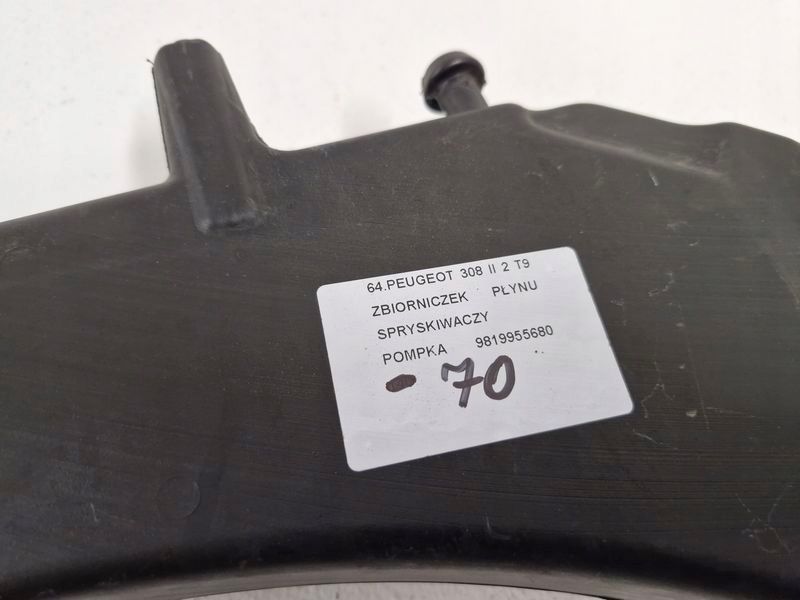 64.PEUGEOT 308 II 2 T9
ZBIORNICZEK PŁYNU
SPRYSKIWACZY
POMPKA 9819955680
70